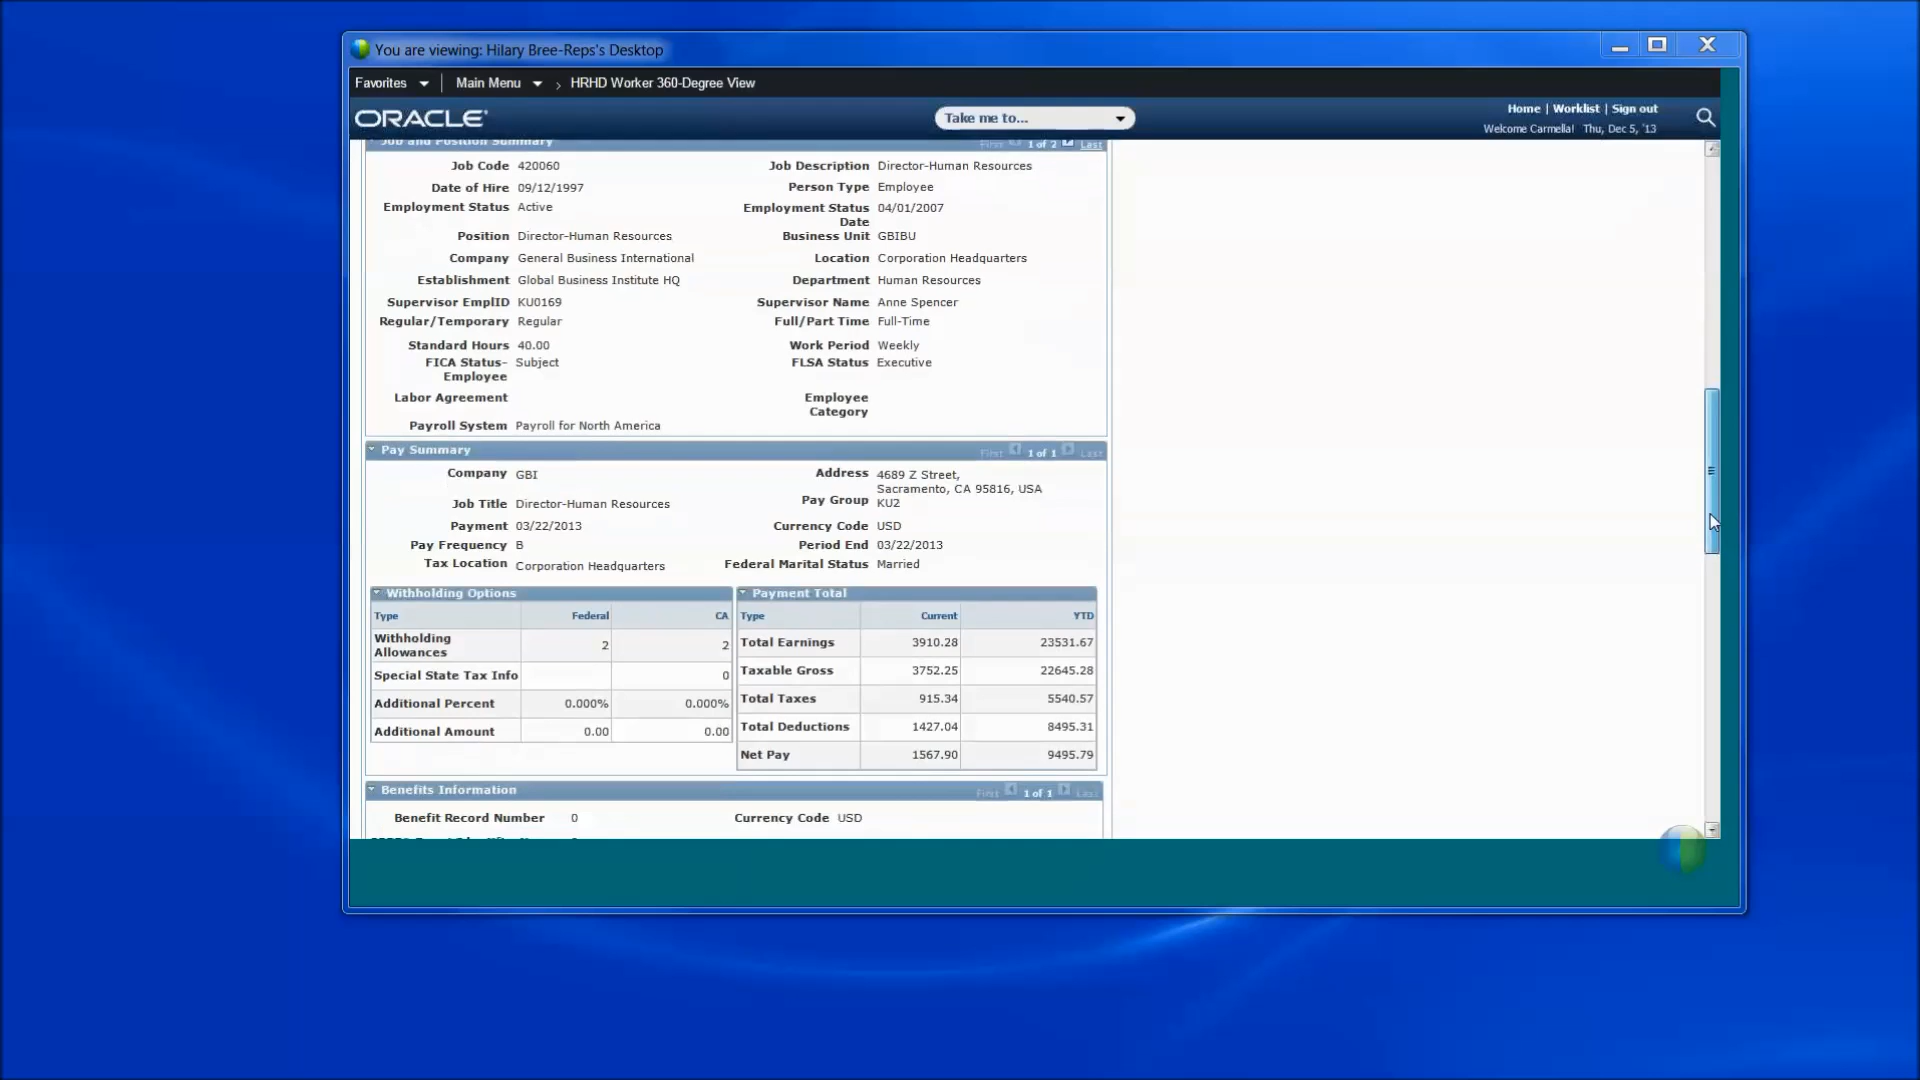 You are viewing: Hilary Bree-Reps's Desktop
Favorites Main Menu > HRHD Worker 360-Degree View
ORACLE
Take me to...
Home | Worklist | Sign out
Welcome Carmella! Thu, Dec 5, '13
Job and Position Summary First 1 of 2 Last
Job Code 420060 Job Description Director-Human Resources
Date of Hire 09/12/1997 Person Type Employee
Employment Status Active Employment Status Date 04/01/2007
Position Director-Human Resources Business Unit GBIBU
Company General Business International Location Corporation Headquarters
Establishment Global Business Institute HQ Department Human Resources
Supervisor EmplID KU0169 Supervisor Name Anne Spencer
Regular/Temporary Regular Full/Part Time Full-Time
Standard Hours 40.00 Work Period Weekly
FICA Status-Employee Subject FLSA Status Executive
Labor Agreement Employee Category
Payroll System Payroll for North America
Pay Summary First 1 of 1 Last
Company GBI Address 4689 Z Street,
Sacramento, CA 95816, USA
Job Title Director-Human Resources Pay Group KU2
Payment 03/22/2013 Currency Code USD
Pay Frequency B Period End 03/22/2013
Tax Location Corporation Headquarters Federal Marital Status Married
Withholding Options
Type Federal CA
Withholding Allowances 2 2
Special State Tax Info 0
Additional Percent 0.000% 0.000%
Additional Amount 0.00 0.00
Payment Total
Type Current YTD
Total Earnings 3910.28 23531.67
Taxable Gross 3752.25 22645.28
Total Taxes 915.34 5540.57
Total Deductions 1427.04 8495.31
Net Pay 1567.90 9495.79
Benefits Information First 1 of 1 Last
Benefit Record Number 0 Currency Code USD